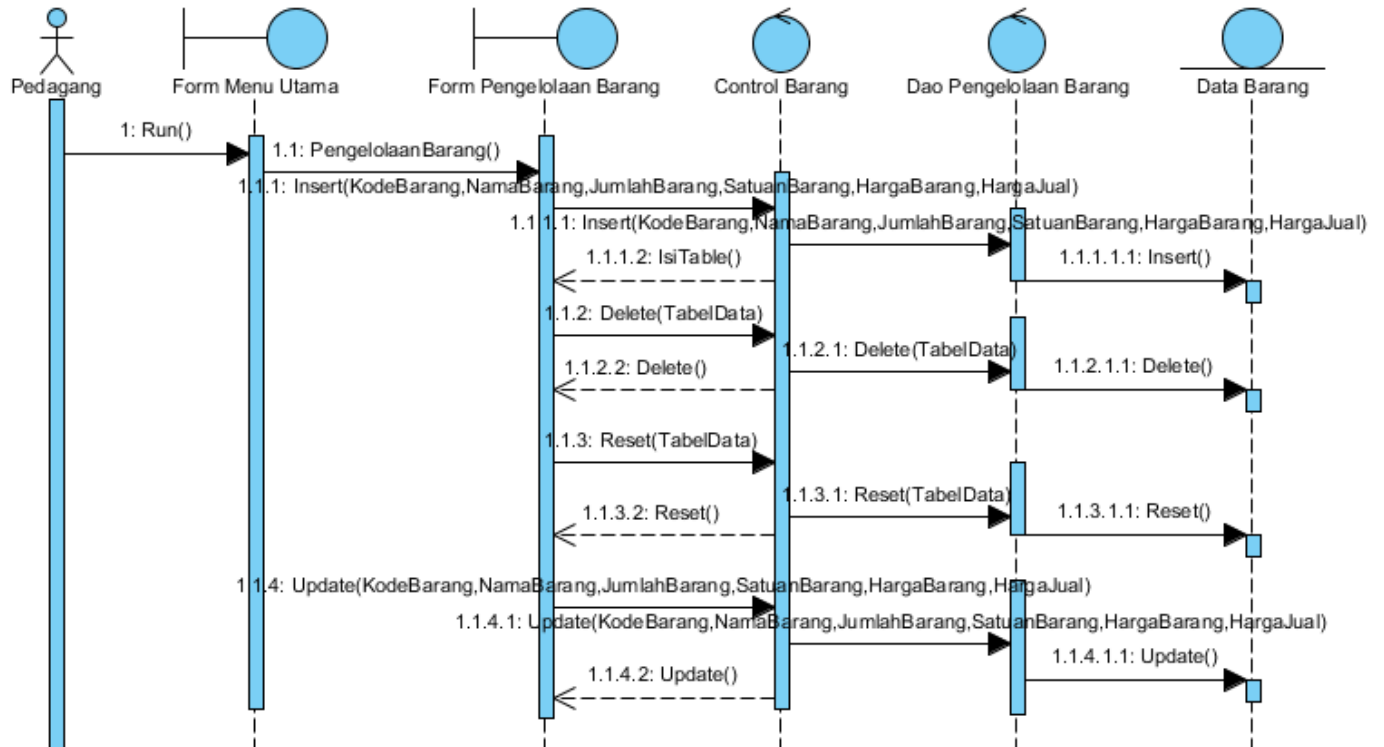 Pedagang
Form Menu Utama
Form Pengelolaan Barang
Control Barang
Dao Pengelolaan Barang
Data Barang
1: Run()
1.1: PengelolaanBarang()
1.1.1: Insert(KodeBarang,NamaBarang,JumlahBarang,SatuanBarang,HargaBarang,HargaJual)
1.1.1.1: Insert(KodeBarang,NamaBarang,JumlahBarang,SatuanBarang,HargaBarang,HargaJual)
1.1.1.2: IsiTable()
1.1.1.1.1: Insert()
1.1.2: Delete(TabelData)
1.1.2.1: Delete(TabelData)
1.1.2.2: Delete()
1.1.2.1.1: Delete()
1.1.3: Reset(TabelData)
1.1.3.1: Reset(TabelData)
1.1.3.2: Reset()
1.1.3.1.1: Reset()
1.1.4: Update(KodeBarang,NamaBarang,JumlahBarang,SatuanBarang,HargaBarang,HargaJual)
1.1.4.1: Update(KodeBarang,NamaBarang,JumlahBarang,SatuanBarang,HargaBarang,HargaJual)
1.1.4.1.1: Update()
1.1.4.2: Update()